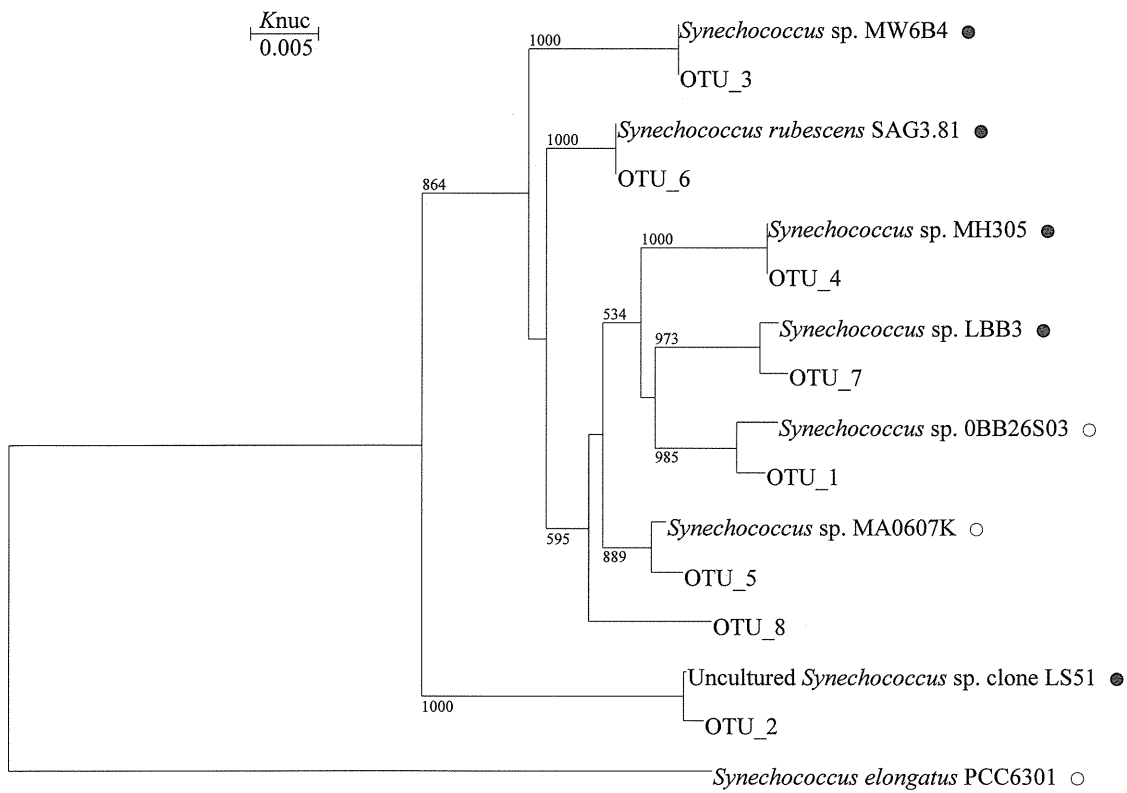 Knuc
0.005
1000
Synechococcus sp. MW6B4
OTU_3
1000
Synechococcus rubescens SAG3.81
OTU_6
864
1000
Synechococcus sp. MH305
OTU_4
534
973
Synechococcus sp. LBB3
OTU_7
Synechococcus sp. 0BB26S03
985
OTU_1
Synechococcus sp. MA0607K
595
889
OTU_5
OTU_8
Uncultured Synechococcus sp. clone LS51
1000
OTU_2
Synechococcus elongatus PCC6301